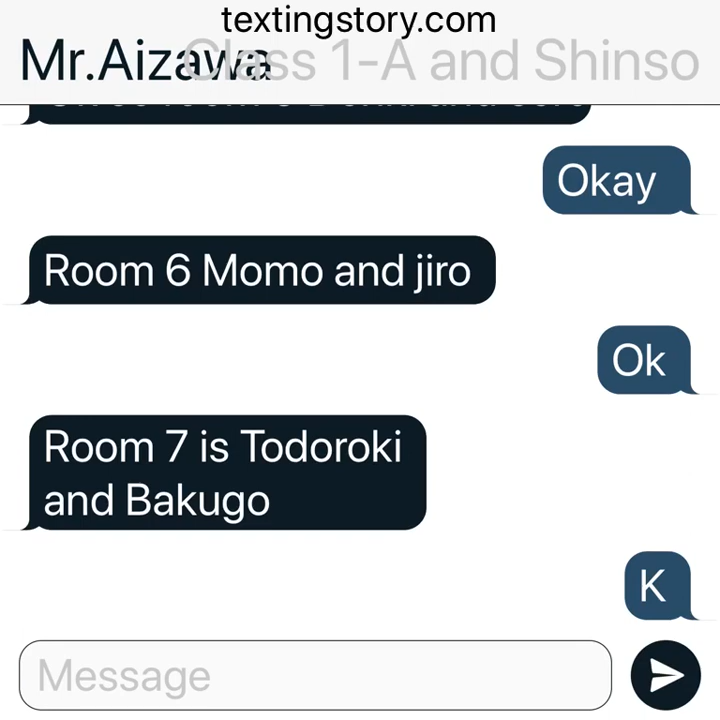 textingstory.com
Mr.Aizawa
Class 1-A and Shinso
Okay
Room 6 Momo and jiro
Ok
Room 7 is Todoroki
and Bakugo
K
Message